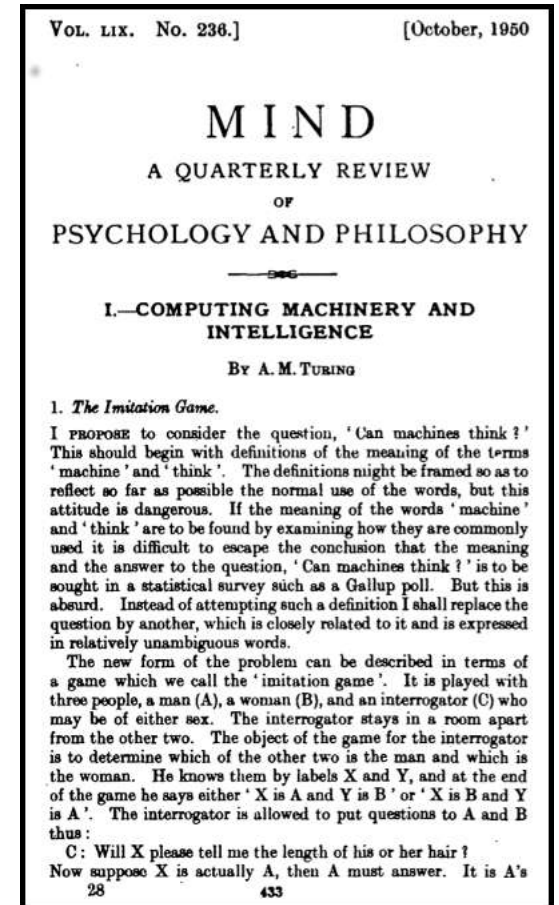 VOL. LIX. No. 236.] [October, 1950
MIND
A QUARTERLY REVIEW
OF
PSYCHOLOGY AND PHILOSOPHY
I.—COMPUTING MACHINERY AND
INTELLIGENCE
BY A. M. TURING
1. The Imitation Game.
I PROPOSE to consider the question, ‘ Can machines think ? ’
This should begin with definitions of the meaning of the terms
‘ machine ’ and ‘ think ’. The definitions might be framed so as to
reflect so far as possible the normal use of the words, but this
attitude is dangerous. If the meaning of the words ‘ machine ’
and ‘ think ’ are to be found by examining how they are commonly
used it is difficult to escape the conclusion that the meaning
and the answer to the question, ‘ Can machines think ? ’ is to be
sought in a statistical survey such as a Gallup poll. But this is
absurd. Instead of attempting such a definition I shall replace the
question by another, which is closely related to it and is expressed
in relatively unambiguous words.
The new form of the problem can be described in terms of
a game which we call the ‘ imitation game ’. It is played with
three people, a man (A), a woman (B), and an interrogator (C) who
may be of either sex. The interrogator stays in a room apart
from the other two. The object of the game for the interrogator
is to determine which of the other two is the man and which is
the woman. He knows them by labels X and Y, and at the end
of the game he says either ‘ X is A and Y is B ’ or ‘ X is B and Y
is A ’. The interrogator is allowed to put questions to A and B
thus :
C : Will X please tell me the length of his or her hair ?
Now suppose X is actually A, then A must answer. It is A's
28 433